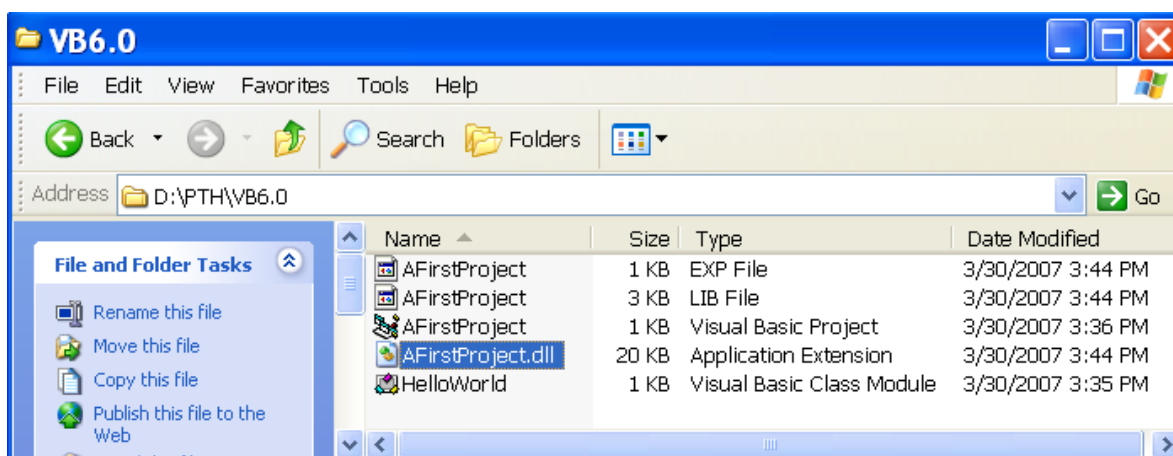 VB6.0
File Edit View Favorites Tools Help
Back Search Folders
Address D:\PTH\VB6.0 Go
File and Folder Tasks
Rename this file
Move this file
Copy this file
Publish this file to the
Web
Name Size Type Date Modified
AFirstProject 1 KB EXP File 3/30/2007 3:44 PM
AFirstProject 3 KB LIB File 3/30/2007 3:44 PM
AFirstProject 1 KB Visual Basic Project 3/30/2007 3:36 PM
AFirstProject.dll 20 KB Application Extension 3/30/2007 3:44 PM
HelloWorld 1 KB Visual Basic Class Module 3/30/2007 3:35 PM